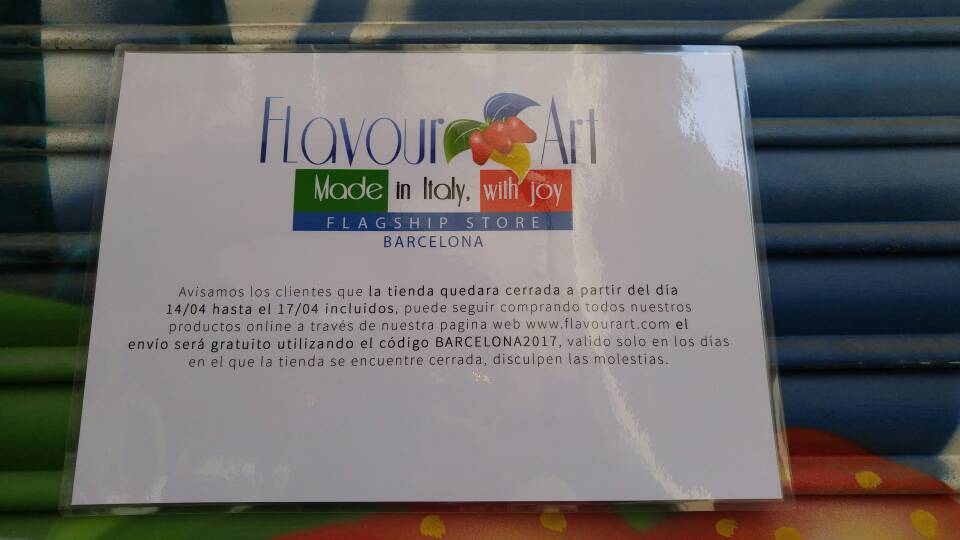 Flavour Art
Made in Italy, with joy
FLAGSHIP STORE
BARCELONA
Avisamos los clientes que la tienda quedara cerrada a partir del día
14/04 hasta el 17/04 incluidos, puede seguir comprando todos nuestros
productos online a través de nuestra pagina web www.flavourart.com el
envío será gratuito utilizando el código BARCELONA2017, valido solo en los días
en el que la tienda se encuentre cerrada, disculpen las molestias.